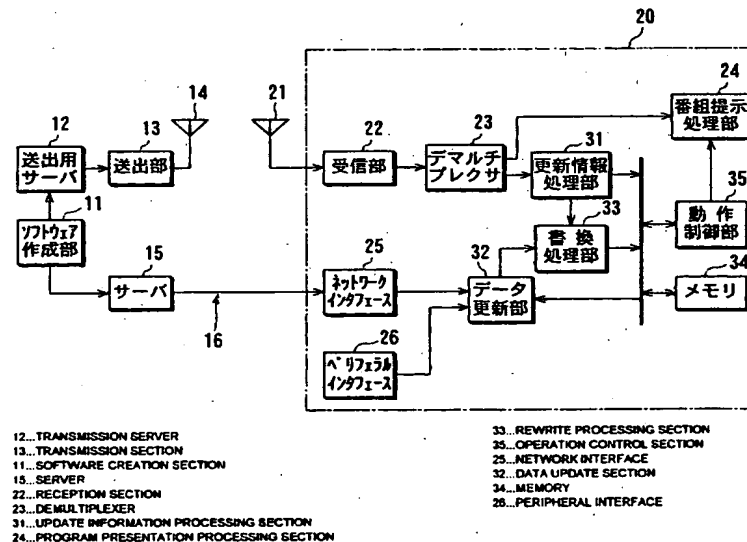 20
14
21
24
12
13
番組提示
処理部
22
23
31
送出用
サーバ
送出部
受信部
デマルチ
プレクサ
更新情報
処理部
11
33
35
ソフトウェア
作成部
書換
処理部
動作
制御部
15
25
32
34
サーバ
ネットワーク
インタフェース
データ
更新部
メモリ
16
26
ペリフェラル
インタフェース
12...TRANSMISSION SERVER
13...TRANSMISSION SECTION
11...SOFTWARE CREATION SECTION
15...SERVER
22...RECEPTION SECTION
23...DEMULTIPLEXER
31...UPDATE INFORMATION PROCESSING SECTION
24...PROGRAM PRESENTATION PROCESSING SECTION
33...REWRITE PROCESSING SECTION
35...OPERATION CONTROL SECTION
25...NETWORK INTERFACE
32...DATA UPDATE SECTION
34...MEMORY
26...PERIPHERAL INTERFACE